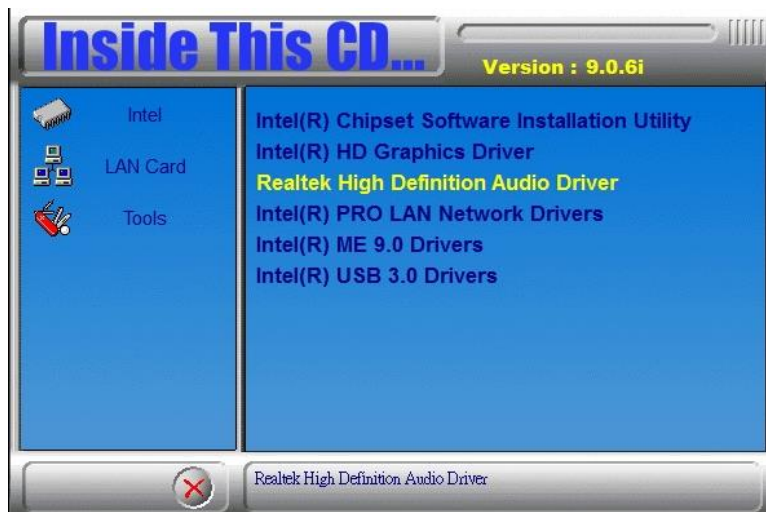 Inside This CD...
Version : 9.0.6i
Intel
LAN Card
Tools
Intel(R) Chipset Software Installation Utility
Intel(R) HD Graphics Driver
Realtek High Definition Audio Driver
Intel(R) PRO LAN Network Drivers
Intel(R) ME 9.0 Drivers
Intel(R) USB 3.0 Drivers
Realtek High Definition Audio Driver